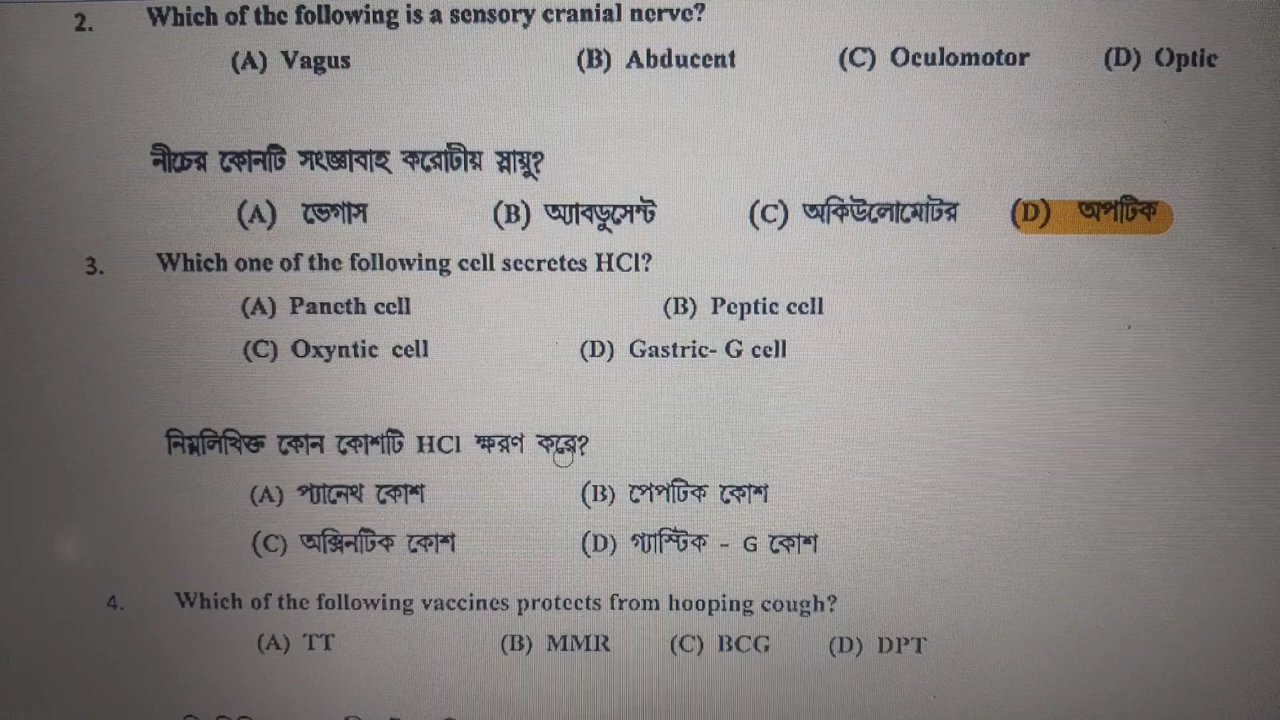 2. Which of the following is a sensory cranial nerve?
(A) Vagus (B) Abducent (C) Oculomotor (D) Optic
নীচের কোনটি সংজ্ঞাবাহ করোটীয় স্নায়ু?
(A) ভেগাস (B) অ্যাবডুসেন্ট (C) অকিউলোমোটর (D) অপটিক
3. Which one of the following cell secretes HCl?
(A) Paneth cell (B) Peptic cell
(C) Oxyntic cell (D) Gastric- G cell
নিম্ননিখিত কোন কোশটি HCl ক্ষরণ করে?
(A) প্যানেথ কোশ (B) পেপটিক কোশ
(C) অক্সিনটিক কোশ (D) গ্যাস্টিক - G কোশ
4. Which of the following vaccines protects from hooping cough?
(A) TT (B) MMR (C) BCG (D) DPT